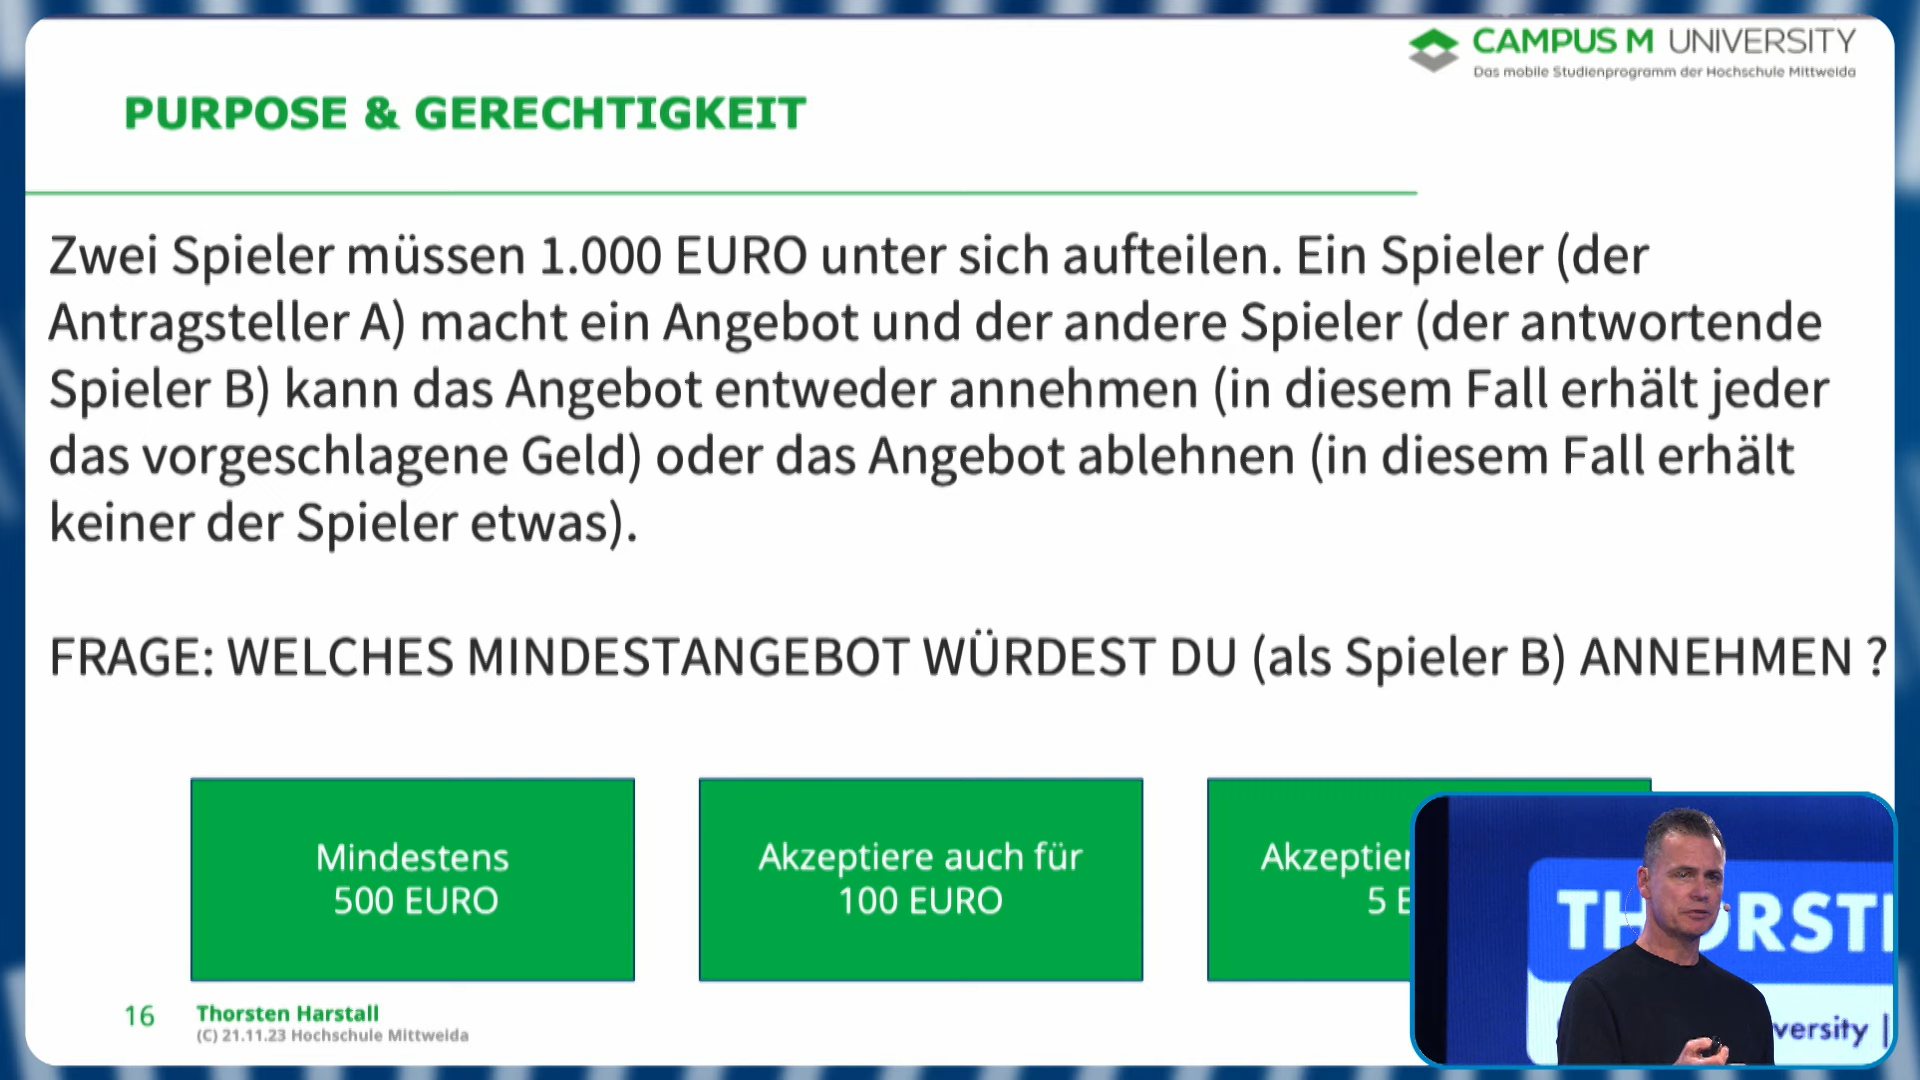 CAMPUS M UNIVERSITY
Das mobile Studienprogramm der Hochschule Mittweida
PURPOSE & GERECHTIGKEIT
Zwei Spieler müssen 1.000 EURO unter sich aufteilen. Ein Spieler (der
Antragsteller A) macht ein Angebot und der andere Spieler (der antwortende
Spieler B) kann das Angebot entweder annehmen (in diesem Fall erhält jeder
das vorgeschlagene Geld) oder das Angebot ablehnen (in diesem Fall erhält
keiner der Spieler etwas).
FRAGE: WELCHES MINDESTANGEBOT WÜRDEST DU (als Spieler B) ANNEHMEN ?
Mindestens
500 EURO
Akzeptiere auch für
100 EURO
Akzeptier
5 E
16
Thorsten Harstall
(C) 21.11.23 Hochschule Mittweida
versity |